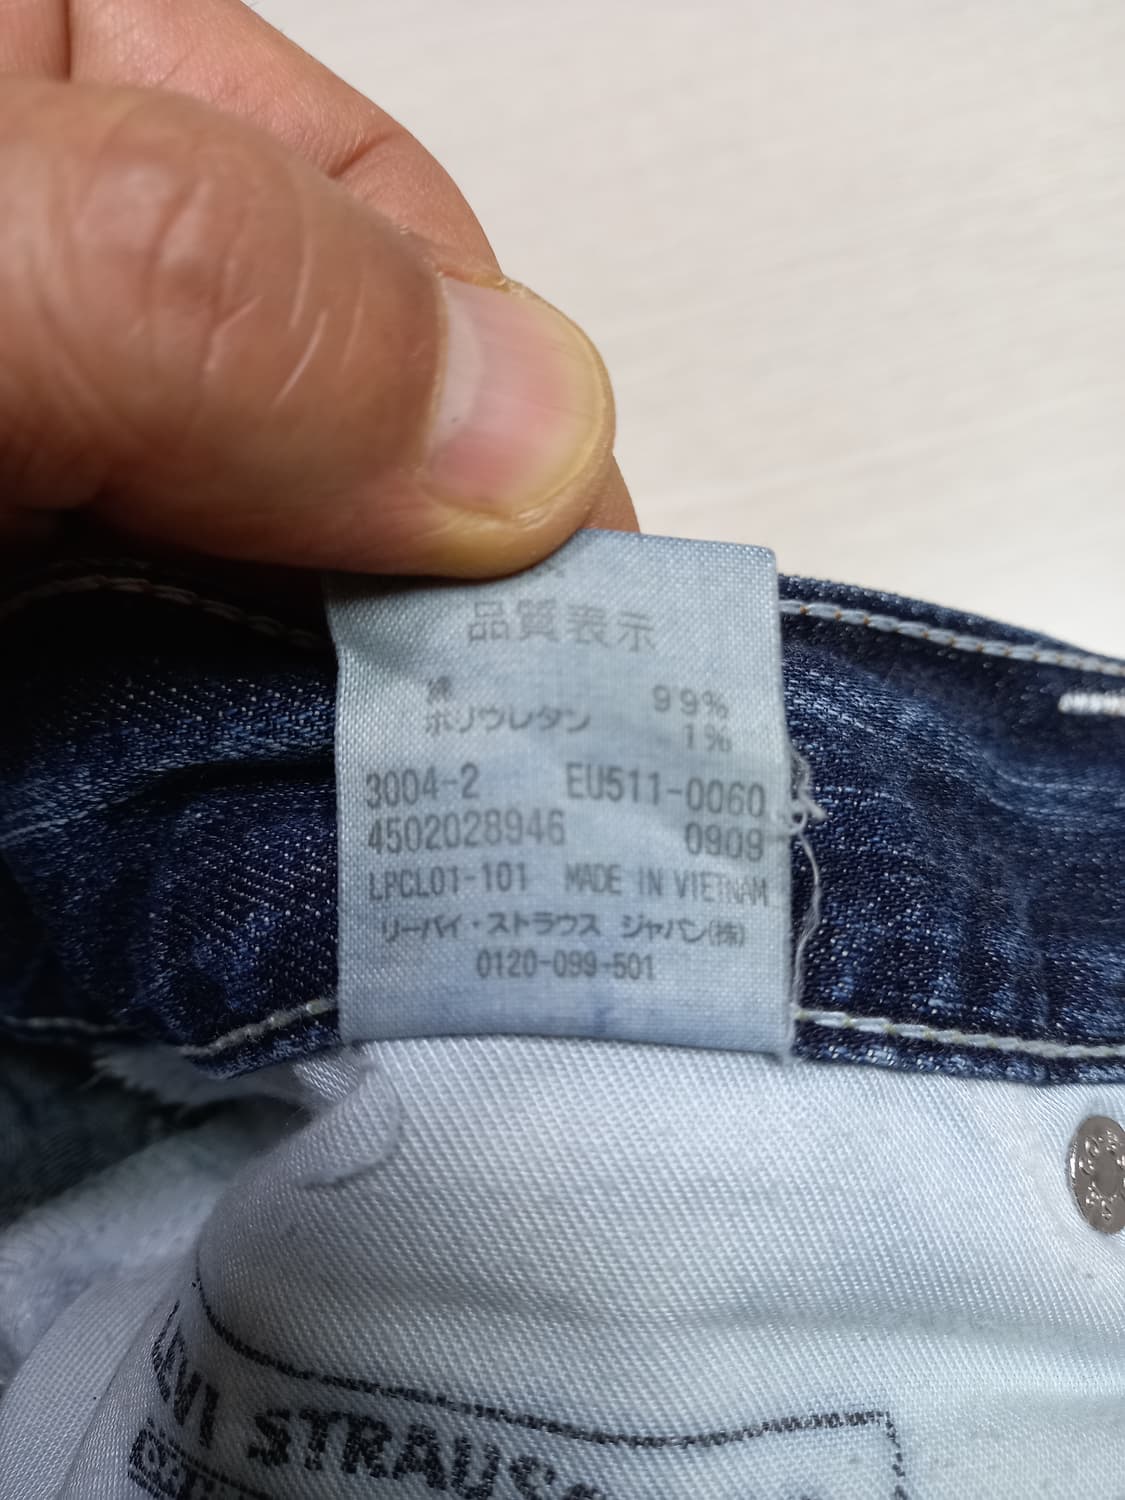 品質表示
綿 99%
ポリウレタン 1%
3004-2 EU511-0060
4502028946 0909
LPCL01-101 MADE IN VIETNAM
リーバイ・ストラウス ジャパン(株)
0120-099-501
STRAUSS